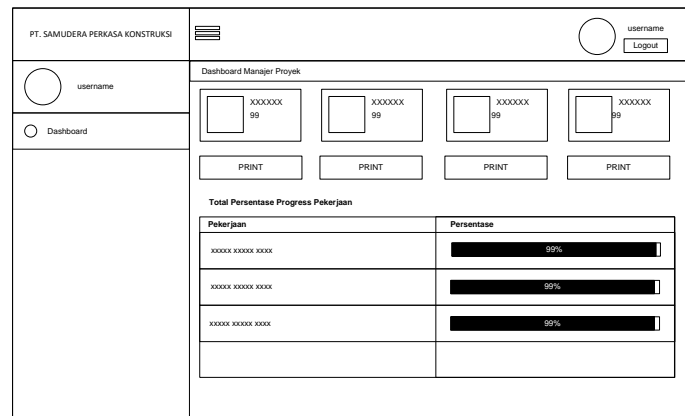 PT. SAMUDERA PERKASA KONSTRUKSI
username
Logout
username
Dashboard
Dashboard Manajer Proyek
XXXXXX
99
XXXXXX
99
XXXXXX
99
XXXXXX
99
PRINT
PRINT
PRINT
PRINT
Total Persentase Progress Pekerjaan
Pekerjaan Persentase
xxxxx xxxxx xxxx 99%
xxxxx xxxxx xxxx 99%
xxxxx xxxxx xxxx 99%